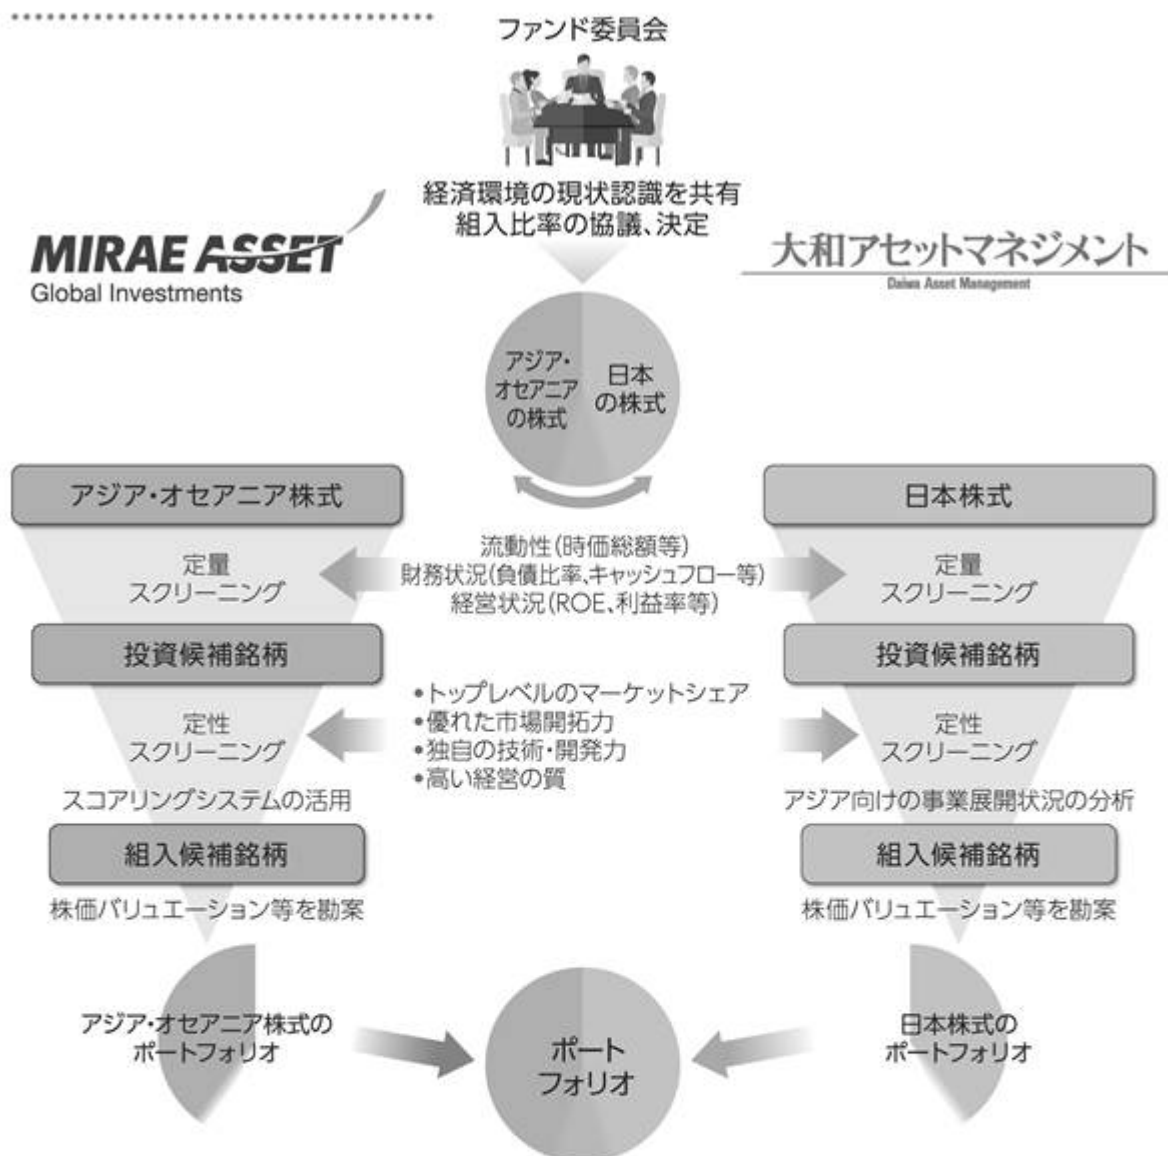 ファンド委員会
経済環境の現状認識を共有
組入比率の協議、決定
MIRAE ASSET
Global Investments
大和アセットマネジメント
Daiwa Asset Management
アジア・
オセアニア
の株式
日本
の株式
アジア・オセアニア株式
日本株式
定量
スクリーニング
流動性(時価総額等)
財務状況(負債比率、キャッシュフロー等)
経営状況(ROE、利益率等)
定量
スクリーニング
投資候補銘柄
投資候補銘柄
定性
スクリーニング
•トップレベルのマーケットシェア
•優れた市場開拓力
•独自の技術・開発力
•高い経営の質
定性
スクリーニング
スコアリングシステムの活用
アジア向けの事業展開状況の分析
組入候補銘柄
組入候補銘柄
株価バリュエーション等を勘案
株価バリュエーション等を勘案
アジア・オセアニア株式の
ポートフォリオ
ポート
フォリオ
日本株式の
ポートフォリオ